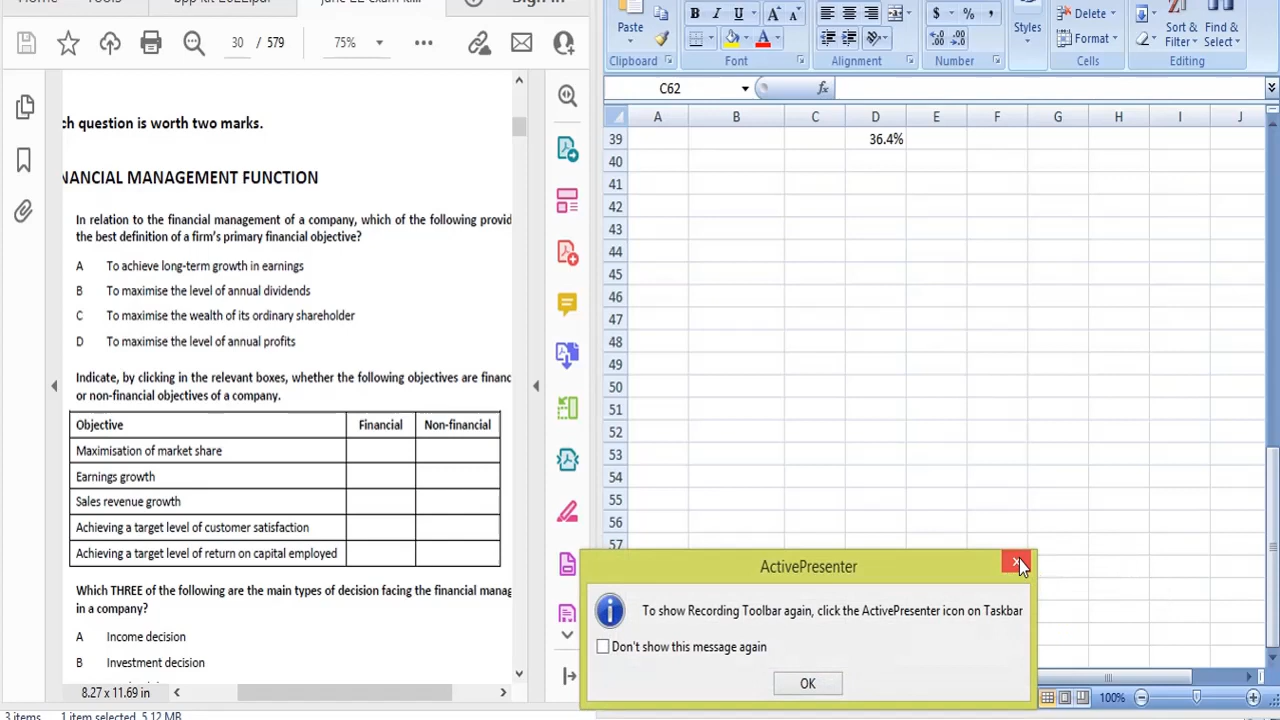 bpp kit 2022.pdf
Sign In
30 / 579
75%
ch question is worth two marks.
NANCIAL MANAGEMENT FUNCTION
In relation to the financial management of a company, which of the following provid
the best definition of a firm's primary financial objective?
A To achieve long-term growth in earnings
B To maximise the level of annual dividends
C To maximise the wealth of its ordinary shareholder
D To maximise the level of annual profits
Indicate, by clicking in the relevant boxes, whether the following objectives are financ
or non-financial objectives of a company.
Objective Financial Non-financial
Maximisation of market share
Earnings growth
Sales revenue growth
Achieving a target level of customer satisfaction
Achieving a target level of return on capital employed
Which THREE of the following are the main types of decision facing the financial manag
in a company?
A Income decision
B Investment decision
8.27 x 11.69 in
3 items 1 item selected 5.12 MB
Paste
B I U A A
$ % ,
Styles
Delete
Format
Sort &
Filter
Find &
Select
Clipboard Font Alignment Number Cells Editing
C62 fx
A B C D E F G H I J
39 36.4%
40
41
42
43
44
45
46
47
48
49
50
51
52
53
54
55
56
57
ActivePresenter
To show Recording Toolbar again, click the ActivePresenter icon on Taskbar
Don't show this message again
OK
100%